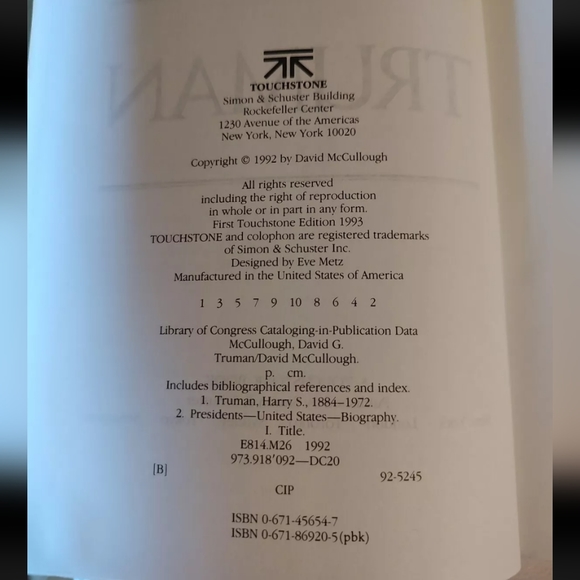 TRUMAN
TOUCHSTONE
Simon & Schuster Building
Rockefeller Center
1230 Avenue of the Americas
New York, New York 10020
Copyright © 1992 by David McCullough
All rights reserved
including the right of reproduction
in whole or in part in any form.
First Touchstone Edition 1993
TOUCHSTONE and colophon are registered trademarks
of Simon & Schuster Inc.
Designed by Eve Metz
Manufactured in the United States of America
1 3 5 7 9 10 8 6 4 2
Library of Congress Cataloging-in-Publication Data
McCullough, David G.
Truman/David McCullough.
p. cm.
Includes bibliographical references and index.
1. Truman, Harry S., 1884–1972.
2. Presidents—United States—Biography.
I. Title.
E814.M26 1992
973.918'092—DC20
[B]
92-5245
CIP
ISBN 0-671-45654-7
ISBN 0-671-86920-5(pbk)